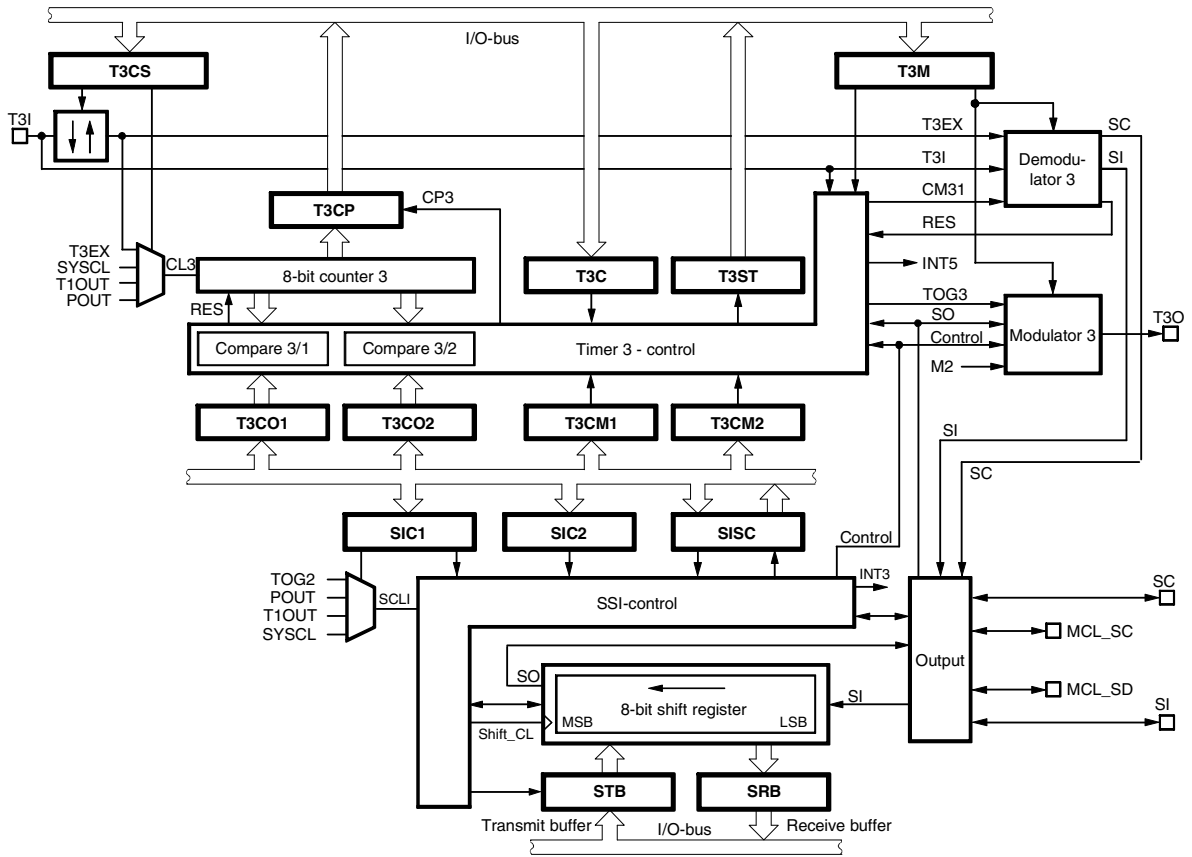 I/O-bus
T3CS
T3M
T3I
T3EX
SC
T3I
SI
Demodu-
lator 3
CM31
T3CP
CP3
RES
T3EX
SYSCL
T1OUT
POUT
CL3
8-bit counter 3
T3C
T3ST
INT5
RES
TOG3
SO
Control
M2
Modulator 3
T3O
Compare 3/1
Compare 3/2
Timer 3 - control
T3CO1
T3CO2
T3CM1
T3CM2
SI
SC
SIC1
SIC2
SISC
Control
TOG2
POUT
T1OUT
SYSCL
SCLI
SSI-control
INT3
SC
MCL_SC
Output
MCL_SD
SI
SO
8-bit shift register
MSB
LSB
SI
Shift_CL
STB
SRB
Transmit buffer
I/O-bus
Receive buffer